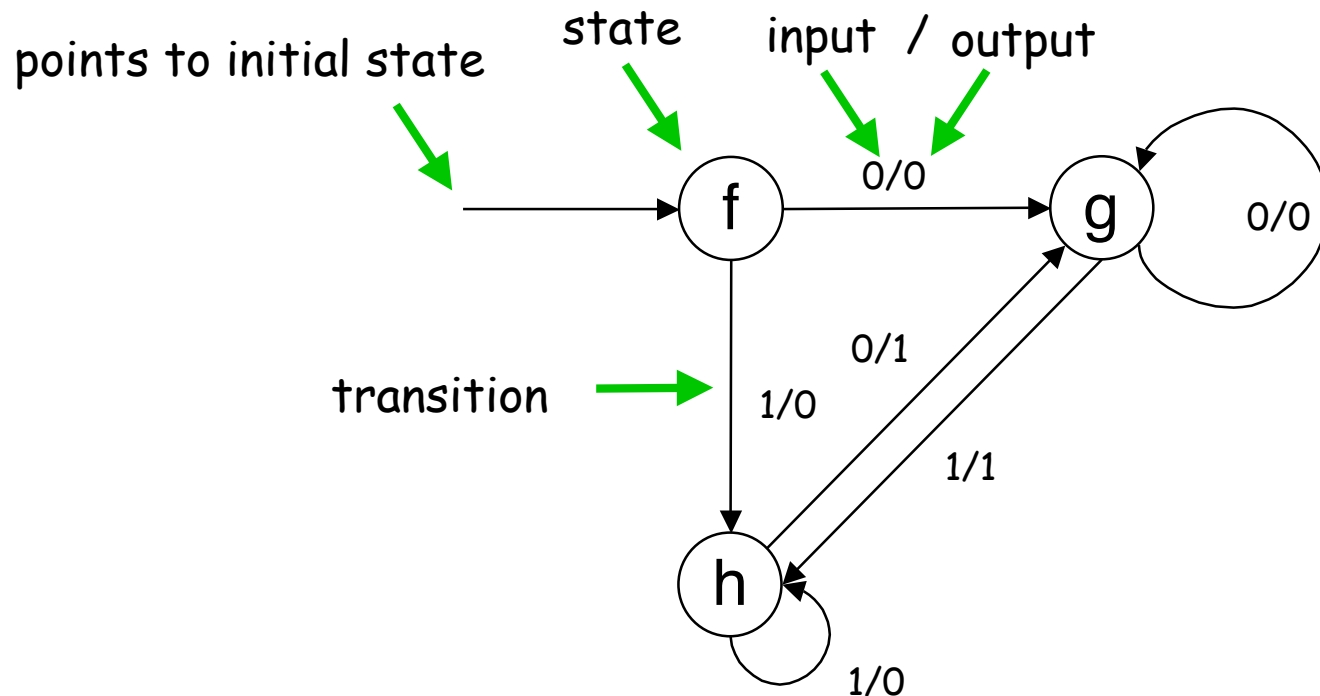 points to initial state
state
input / output
0/0
f
g
0/0
0/1
transition
1/0
1/1
h
1/0